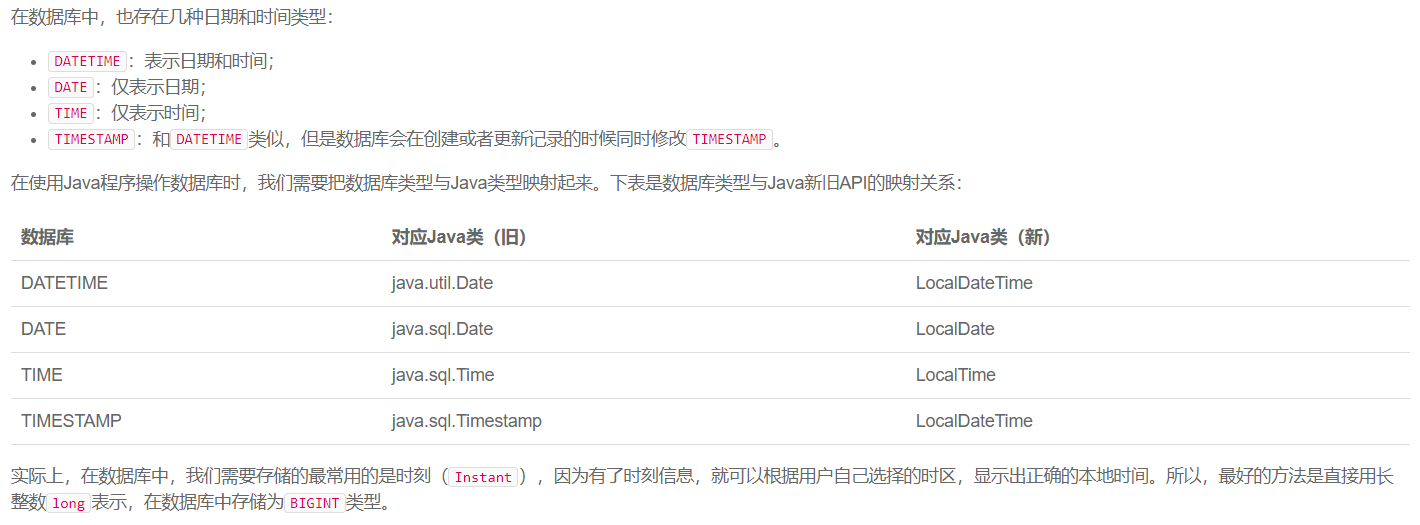 在数据库中，也存在几种日期和时间类型：
• DATETIME：表示日期和时间；
• DATE：仅表示日期；
• TIME：仅表示时间；
• TIMESTAMP：和DATETIME类似，但是数据库会在创建或者更新记录的时候同时修改TIMESTAMP。
在使用Java程序操作数据库时，我们需要把数据库类型与Java类型映射起来。下表是数据库类型与Java新旧API的映射关系：
数据库 对应Java类（旧） 对应Java类（新）
DATETIME java.util.Date LocalDateTime
DATE java.sql.Date LocalDate
TIME java.sql.Time LocalTime
TIMESTAMP java.sql.Timestamp LocalDateTime
实际上，在数据库中，我们需要存储的最常用的是时刻（Instant），因为有了时刻信息，就可以根据用户自己选择的时区，显示出正确的本地时间。所以，最好的方法是直接用长
整数long表示，在数据库中存储为BIGINT类型。